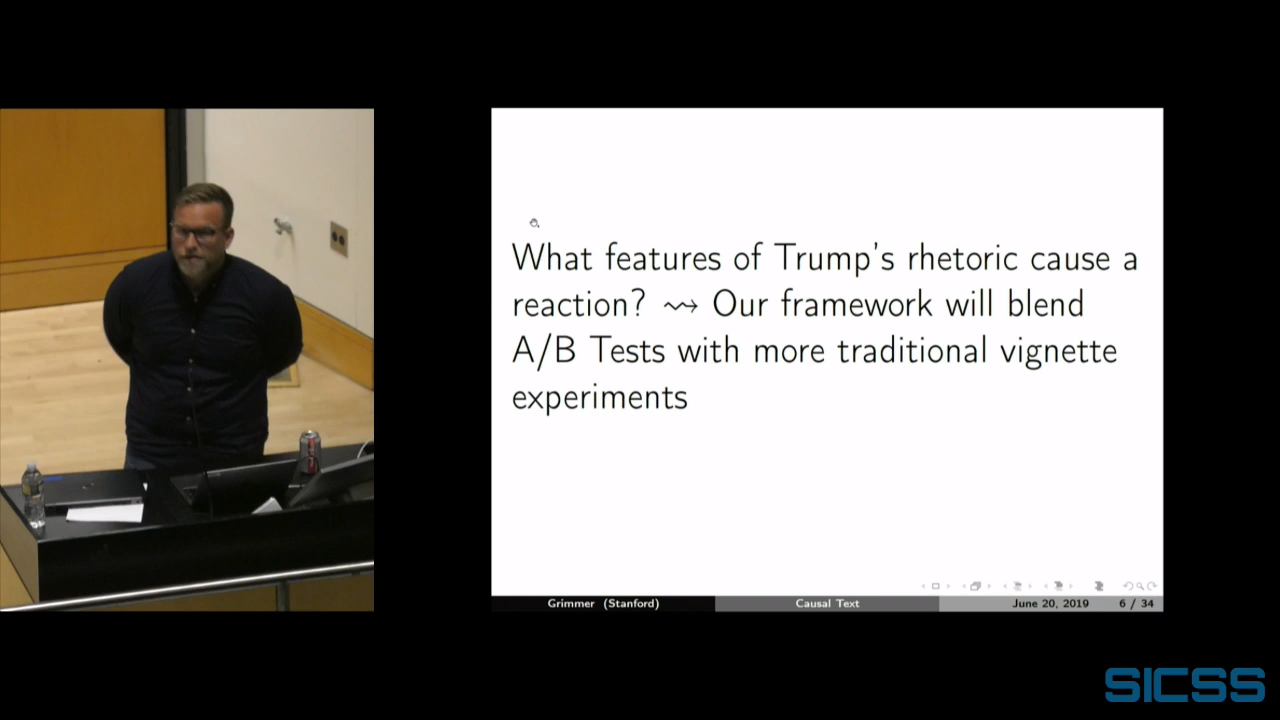 What features of Trump's rhetoric cause a
reaction? ⇝ Our framework will blend
A/B Tests with more traditional vignette
experiments
Grimmer (Stanford)
Causal Text
June 20, 2019
6 / 34
SICSS